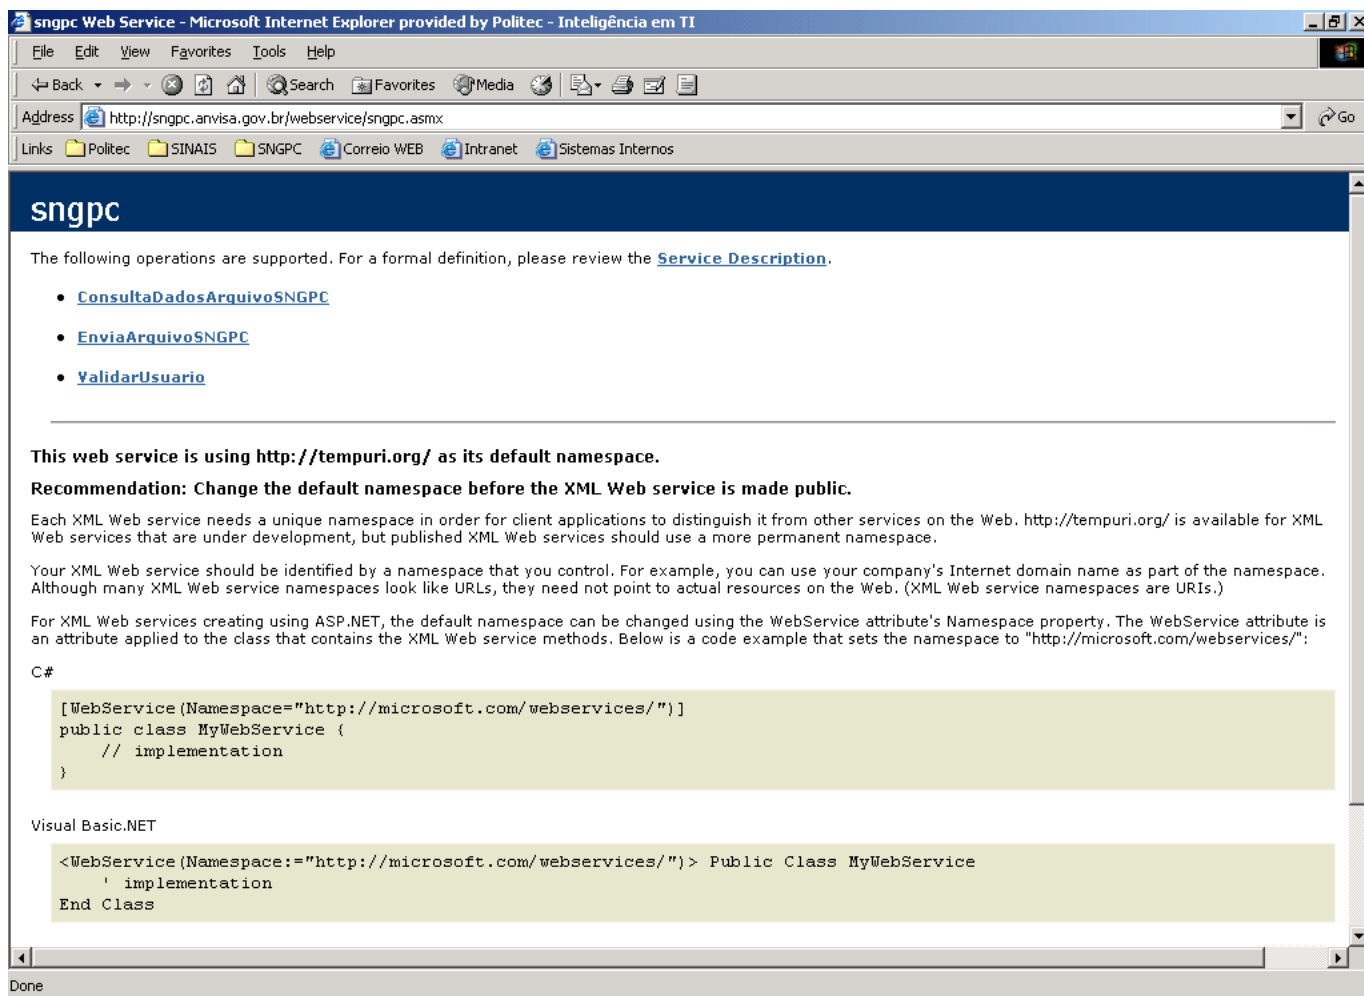 sngpc Web Service - Microsoft Internet Explorer provided by Politec - Inteligência em TI
File Edit View Favorites Tools Help
Back Search Favorites Media
Address http://sngpc.anvisa.gov.br/webservice/sngpc.asmx Go
Links Politec SINAIS SNGPC Correio WEB Intranet Sistemas Internos
sngpc
The following operations are supported. For a formal definition, please review the Service Description.
• ConsultaDadosArquivoSNGPC
• EnviaArquivoSNGPC
• ValidarUsuario
This web service is using http://tempuri.org/ as its default namespace.
Recommendation: Change the default namespace before the XML Web service is made public.
Each XML Web service needs a unique namespace in order for client applications to distinguish it from other services on the Web. http://tempuri.org/ is available for XML
Web services that are under development, but published XML Web services should use a more permanent namespace.
Your XML Web service should be identified by a namespace that you control. For example, you can use your company's Internet domain name as part of the namespace.
Although many XML Web service namespaces look like URLs, they need not point to actual resources on the Web. (XML Web service namespaces are URIs.)
For XML Web services creating using ASP.NET, the default namespace can be changed using the WebService attribute's Namespace property. The WebService attribute is
an attribute applied to the class that contains the XML Web service methods. Below is a code example that sets the namespace to "http://microsoft.com/webservices/":
C#
[WebService(Namespace="http://microsoft.com/webservices/")]
public class MyWebService {
    // implementation
}
Visual Basic.NET
<WebService(Namespace:="http://microsoft.com/webservices/")> Public Class MyWebService
    ' implementation
End Class
Done